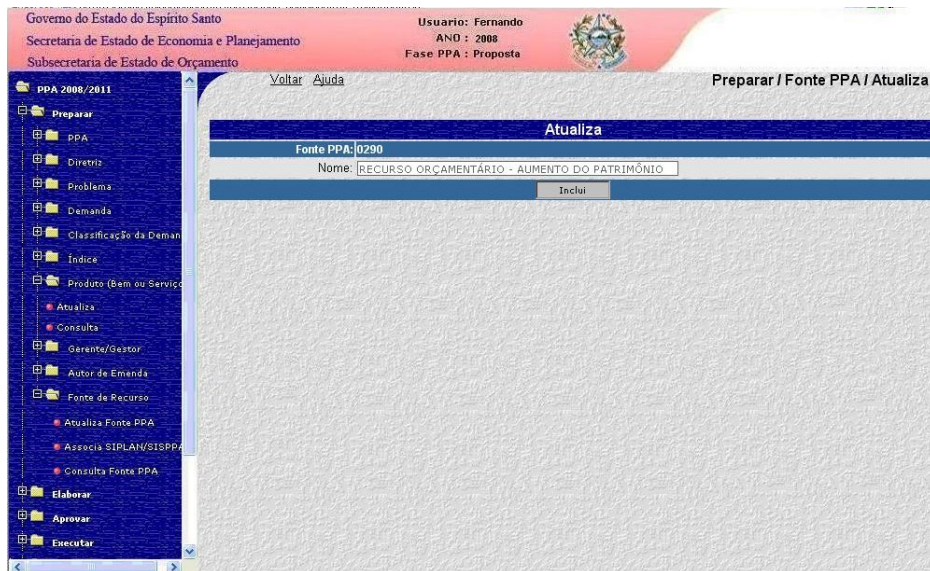 Governo do Estado do Espírito Santo
Secretaria de Estado de Economia e Planejamento
Subsecretaria de Estado de Orçamento
Usuario: Fernando
ANO : 2008
Fase PPA : Proposta
Voltar Ajuda
Preparar / Fonte PPA / Atualiza
PPA 2008/2011
Preparar
PPA
Diretriz
Problema
Demanda
Classificação da Deman
Índice
Produto (Bem ou Serviço
Atualiza
Consulta
Gerente/Gestor
Autor de Emenda
Fonte de Recurso
Atualiza Fonte PPA
Associa SIPLAN/SISPPA
Consulta Fonte PPA
Elaborar
Aprovar
Executar
Atualiza
Fonte PPA: 0290
Nome: RECURSO ORÇAMENTÁRIO - AUMENTO DO PATRIMÔNIO
Inclui